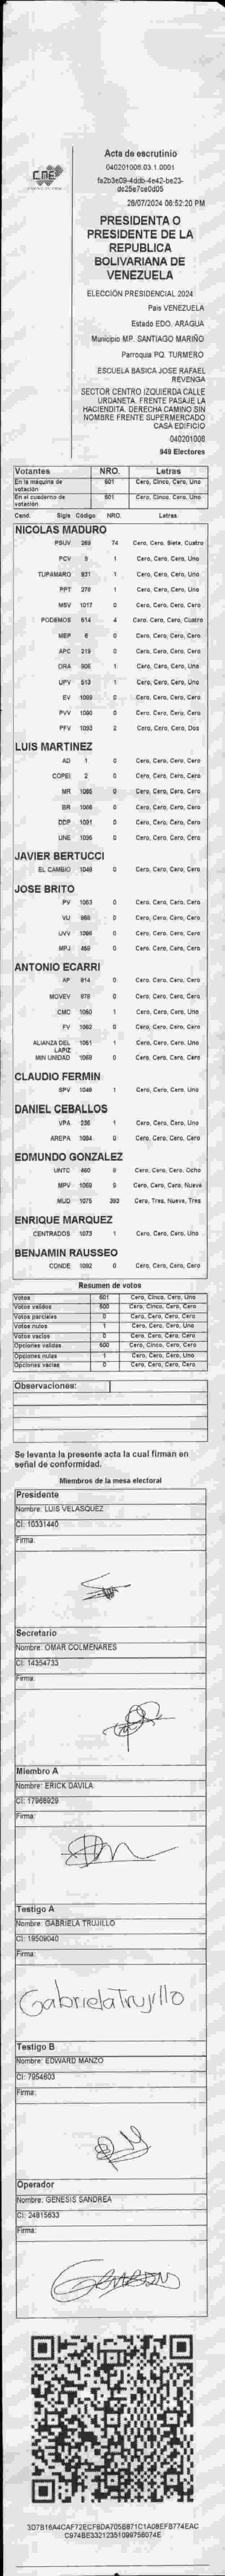 CNE
Acta de escrutinio
040201006.03.1.0001
fa2b3e09-4ddb-4e42-be23-
dc25e7ce0d05
28/07/2024 06:52:20 PM
PRESIDENTA O
PRESIDENTE DE LA
REPUBLICA
BOLIVARIANA DE
VENEZUELA
ELECCIÓN PRESIDENCIAL 2024
Pais VENEZUELA
Estado EDO. ARAGUA
Municipio MP. SANTIAGO MARIÑO
Parroquia PQ. TURMERO
ESCUELA BASICA JOSE RAFAEL
REVENGA
SECTOR CENTRO IZQUIERDA CALLE
URDANETA. FRENTE PASAJE LA
HACIENDITA. DERECHA CAMINO SIN
NOMBRE FRENTE SUPERMERCADO
CASA EDIFICIO
040201006
949 Electores
Votantes NRO. Letras
En la máquina de votación 501 Cero, Cinco, Cero, Uno
En el cuaderno de votación 501 Cero, Cinco, Cero, Uno
Cand. Sigla Código NRO. Letras
NICOLAS MADURO
PSUV 269 74 Cero, Cero, Siete, Cuatro
PCV 9 1 Cero, Cero, Cero, Uno
TUPAMARO 931 1 Cero, Cero, Cero, Uno
PPT 270 1 Cero, Cero, Cero, Uno
MSV 1017 0 Cero, Cero, Cero, Cero
PODEMOS 614 4 Cero, Cero, Cero, Cuatro
MEP 6 0 Cero, Cero, Cero, Cero
APC 219 0 Cero, Cero, Cero, Cero
ORA 906 1 Cero, Cero, Cero, Uno
UPV 513 1 Cero, Cero, Cero, Uno
EV 1089 0 Cero, Cero, Cero, Cero
PVV 1090 0 Cero, Cero, Cero, Cero
PFV 1093 2 Cero, Cero, Cero, Dos
LUIS MARTINEZ
AD 1 0 Cero, Cero, Cero, Cero
COPEI 2 0 Cero, Cero, Cero, Cero
MR 1065 0 Cero, Cero, Cero, Cero
BR 1066 0 Cero, Cero, Cero, Cero
DDP 1091 0 Cero, Cero, Cero, Cero
UNE 1095 0 Cero, Cero, Cero, Cero
JAVIER BERTUCCI
EL CAMBIO 1048 0 Cero, Cero, Cero, Cero
JOSE BRITO
PV 1063 0 Cero, Cero, Cero, Cero
VU 968 0 Cero, Cero, Cero, Cero
UVV 1096 0 Cero, Cero, Cero, Cero
MPJ 459 0 Cero, Cero, Cero, Cero
ANTONIO ECARRI
AP 914 0 Cero, Cero, Cero, Cero
MOVEV 978 0 Cero, Cero, Cero, Cero
CMC 1050 1 Cero, Cero, Cero, Uno
FV 1062 0 Cero, Cero, Cero, Cero
ALIANZA DEL LAPIZ 1051 1 Cero, Cero, Cero, Uno
MIN UNIDAD 1068 0 Cero, Cero, Cero, Cero
CLAUDIO FERMIN
SPV 1049 1 Cero, Cero, Cero, Uno
DANIEL CEBALLOS
VPA 236 1 Cero, Cero, Cero, Uno
AREPA 1094 0 Cero, Cero, Cero, Cero
EDMUNDO GONZALEZ
UNTC 460 Cero, Cero, Cero, Ocho
MPV 1069 9 Cero, Cero, Cero, Nueve
MUD 1075 393 Cero, Tres, Nueve, Tres
ENRIQUE MARQUEZ
CENTRADOS 1073 1 Cero, Cero, Cero, Uno
BENJAMIN RAUSSEO
CONDE 1092 0 Cero, Cero, Cero, Cero
Resumen de votos
Votos 501 Cero, Cinco, Cero, Uno
Votos validos 500 Cero, Cinco, Cero, Cero
Votos parciales 0 Cero, Cero, Cero, Cero
Votos nulos 1 Cero, Cero, Cero, Uno
Votos vacios 0 Cero, Cero, Cero, Cero
Opciones validas 500 Cero, Cinco, Cero, Cero
Opciones nulas 1 Cero, Cero, Cero, Uno
Opciones vacias 0 Cero, Cero, Cero, Cero
Observaciones:
Se levanta la presente acta la cual firman en
señal de conformidad.
Miembros de la mesa electoral
Presidente
Nombre: LUIS VELASQUEZ
CI: 10331440
Firma:
Secretario
Nombre: OMAR COLMENARES
CI: 14354733
Firma:
Miembro A
Nombre: ERICK DAVILA
CI: 17968929
Firma:
Testigo A
Nombre: GABRIELA TRUJILLO
CI: 19509040
Firma:
Gabriela Trujillo
Testigo B
Nombre: EDWARD MANZO
CI: 7954603
Firma:
Operador
Nombre: GENESIS SANDREA
CI: 24815633
Firma:
3D7B16A4CAF72ECF8DA705B871C1A08EFB774EAC
C974BE33212351099756074E